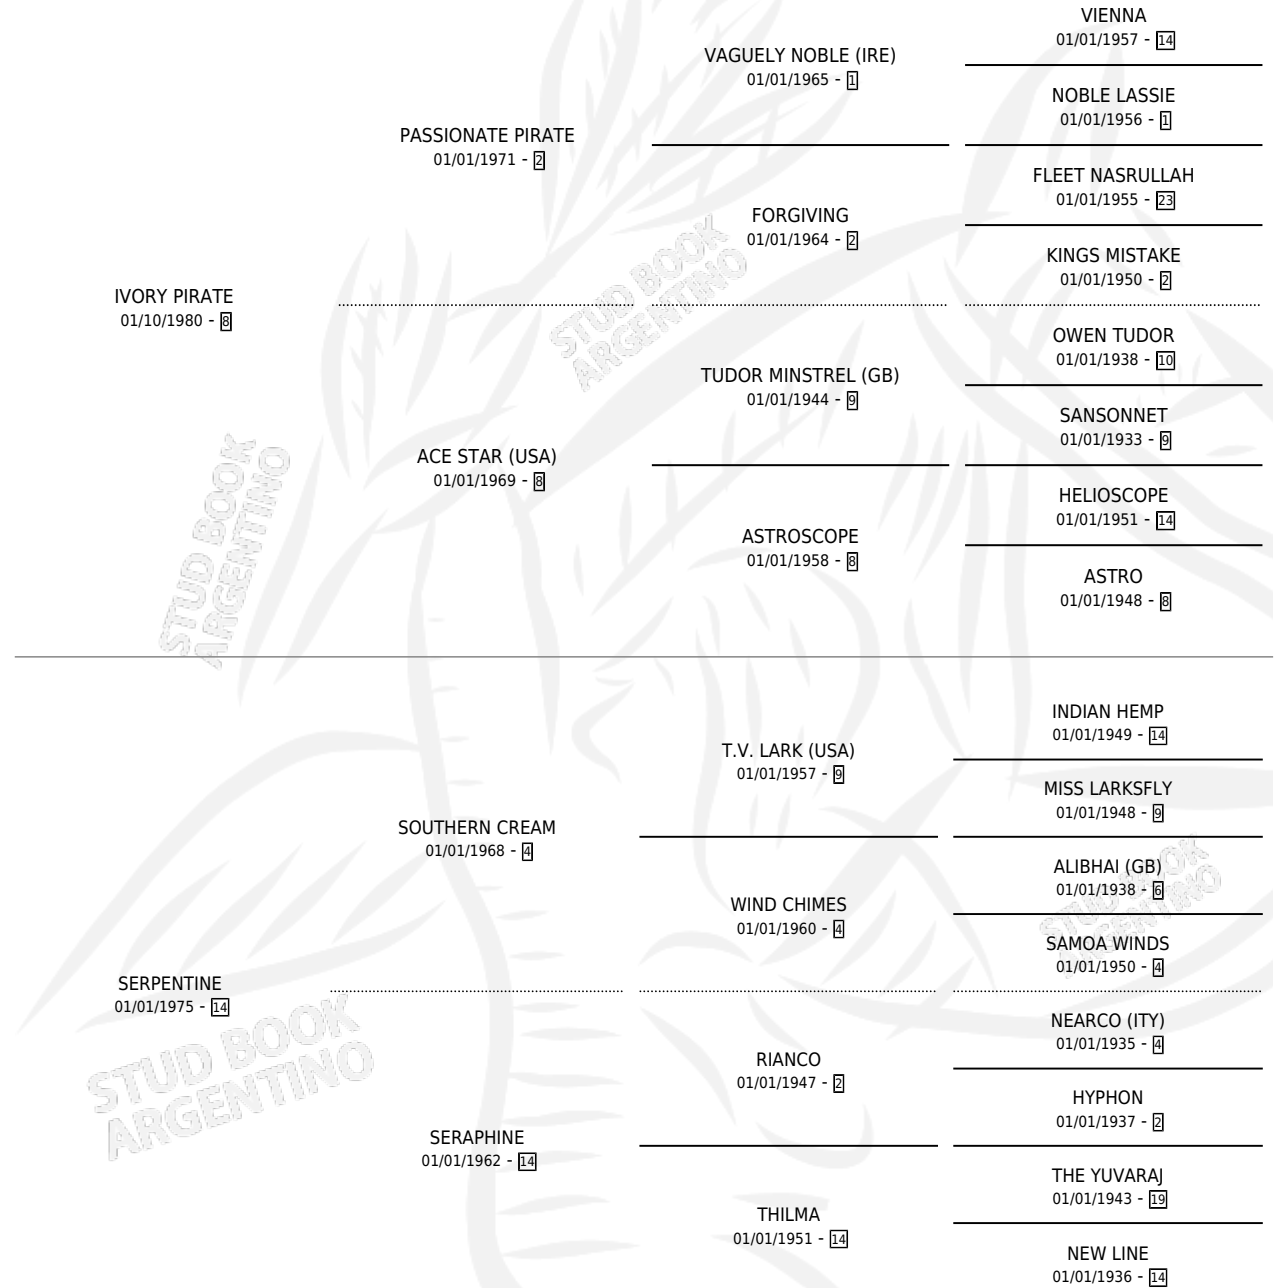 VIENNA
01/01/1957 - 14
VAGUELY NOBLE (IRE)
01/01/1965 - 1
NOBLE LASSIE
01/01/1956 - 1
PASSIONATE PIRATE
01/01/1971 - 2
FLEET NASRULLAH
01/01/1955 - 23
FORGIVING
01/01/1964 - 2
KINGS MISTAKE
01/01/1950 - 2
IVORY PIRATE
01/10/1980 - 8
STUD BOOK
ARGENTINO
OWEN TUDOR
01/01/1938 - 10
TUDOR MINSTREL (GB)
01/01/1944 - 9
SANSONNET
01/01/1933 - 9
ACE STAR (USA)
01/01/1969 - 8
HELIOSCOPE
01/01/1951 - 14
ASTROSCOPE
01/01/1958 - 8
ASTRO
01/01/1948 - 8
STUD BOOK
ARGENTINO
INDIAN HEMP
01/01/1949 - 14
T.V. LARK (USA)
01/01/1957 - 9
MISS LARKSFLY
01/01/1948 - 9
SOUTHERN CREAM
01/01/1968 - 4
ALIBHAI (GB)
01/01/1938 - 6
WIND CHIMES
01/01/1960 - 4
STUD BOOK
ARGENTINO
SAMOA WINDS
01/01/1950 - 4
SERPENTINE
01/01/1975 - 14
NEARCO (ITY)
01/01/1935 - 4
RIANCO
01/01/1947 - 2
STUD BOOK
ARGENTINO
HYPHON
01/01/1937 - 2
SERAPHINE
01/01/1962 - 14
THE YUVARAJ
01/01/1943 - 19
THILMA
01/01/1951 - 14
NEW LINE
01/01/1936 - 14